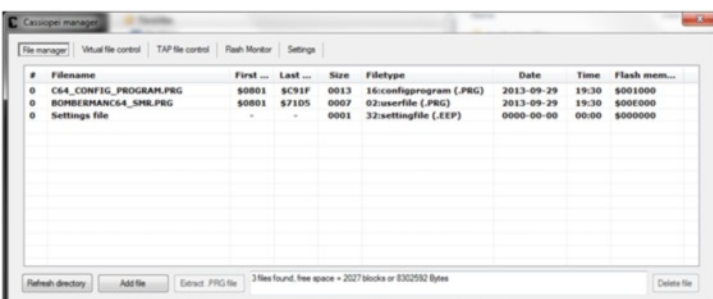 Cassiopei manager
File manager Virtual file control TAP file control Flash Monitor Settings
# Filename First ... Last ... Size Filetype Date Time Flash mem...
0 C64_CONFIG_PROGRAM.PRG $0801 $C91F 0013 16:configprogram (.PRG) 2013-09-29 19:30 $001000
0 BOMBERMANC64_SMR.PRG $0801 $71D5 0007 02:userfile (.PRG) 2013-09-29 19:30 $00E000
0 Settings file - - 0001 32:settingfile (.EEP) 0000-00-00 00:00 $000000
Refresh directory Add file Extract .PRG file 3 files found, free space = 2027 blocks or 8302592 Bytes Delete file